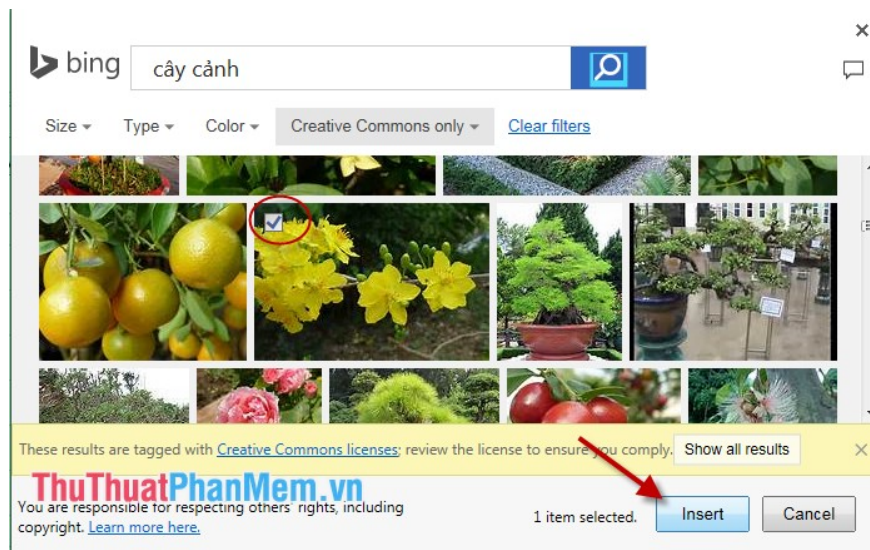 bing
cây cảnh
Size Type Color Creative Commons only Clear filters
These results are tagged with Creative Commons licenses; review the license to ensure you comply. Show all results
ThuThuatPhanMem.vn
You are responsible for respecting others' rights, including
copyright. Learn more here.
1 item selected. Insert Cancel